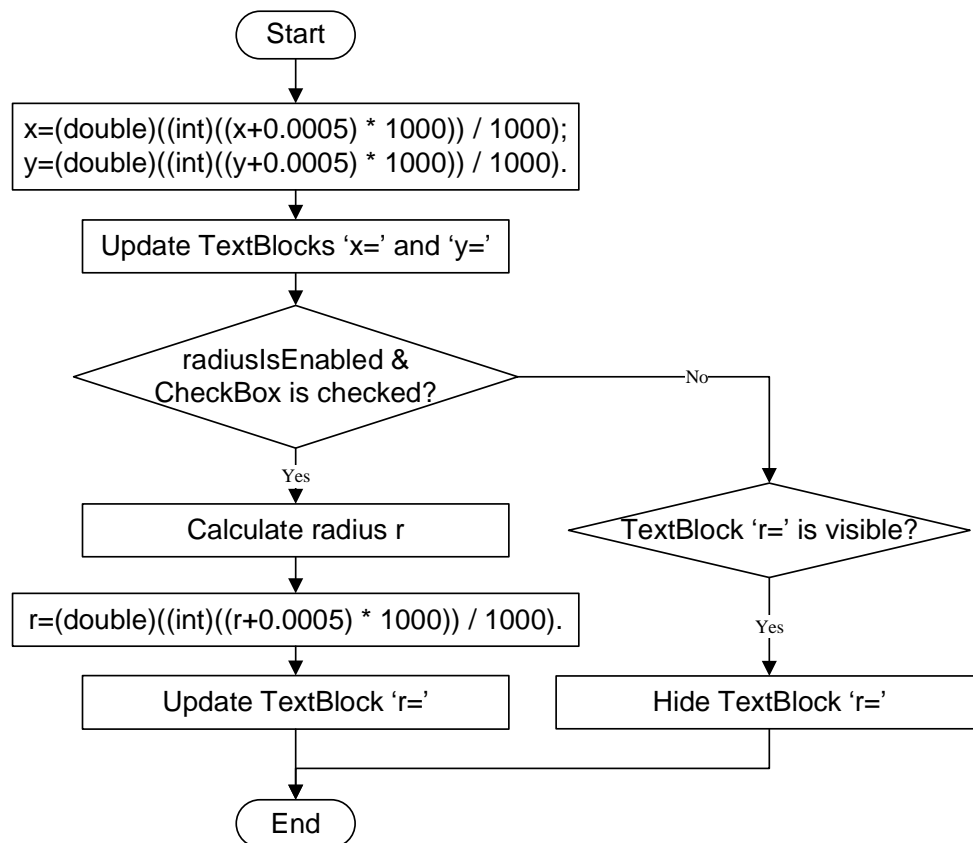 Start
x=(double)((int)((x+0.0005) * 1000)) / 1000);
y=(double)((int)((y+0.0005) * 1000)) / 1000).
Update TextBlocks ‘x=’ and ‘y=’
radiusIsEnabled &
CheckBox is checked?
No
Yes
Calculate radius r
TextBlock ‘r=’ is visible?
r=(double)((int)((r+0.0005) * 1000)) / 1000).
Yes
Update TextBlock ‘r=’
Hide TextBlock ‘r=’
End